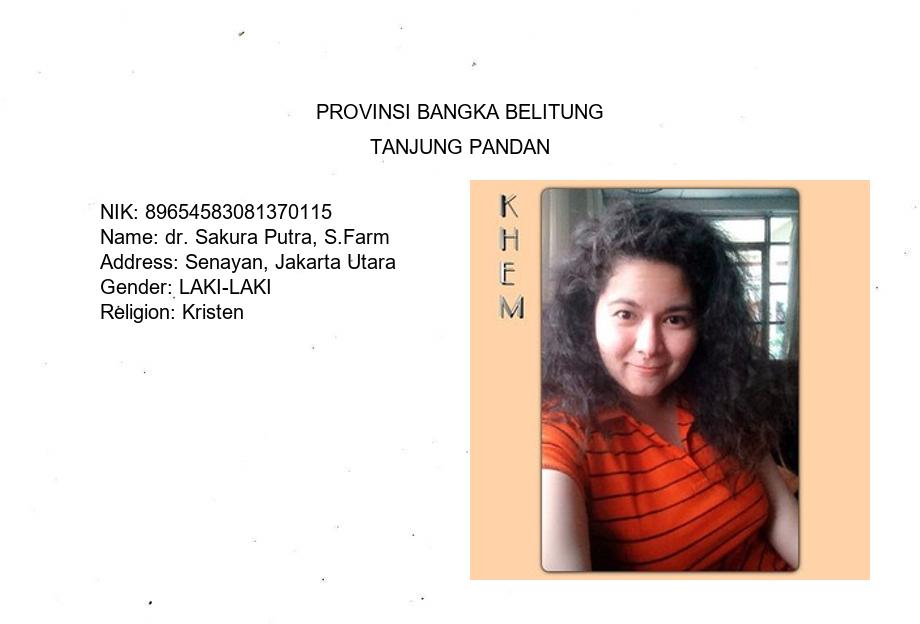 PROVINSI BANGKA BELITUNG
TANJUNG PANDAN
NIK: 89654583081370115
Name: dr. Sakura Putra, S.Farm
Address: Senayan, Jakarta Utara
Gender: LAKI-LAKI
Religion: Kristen
KHEM